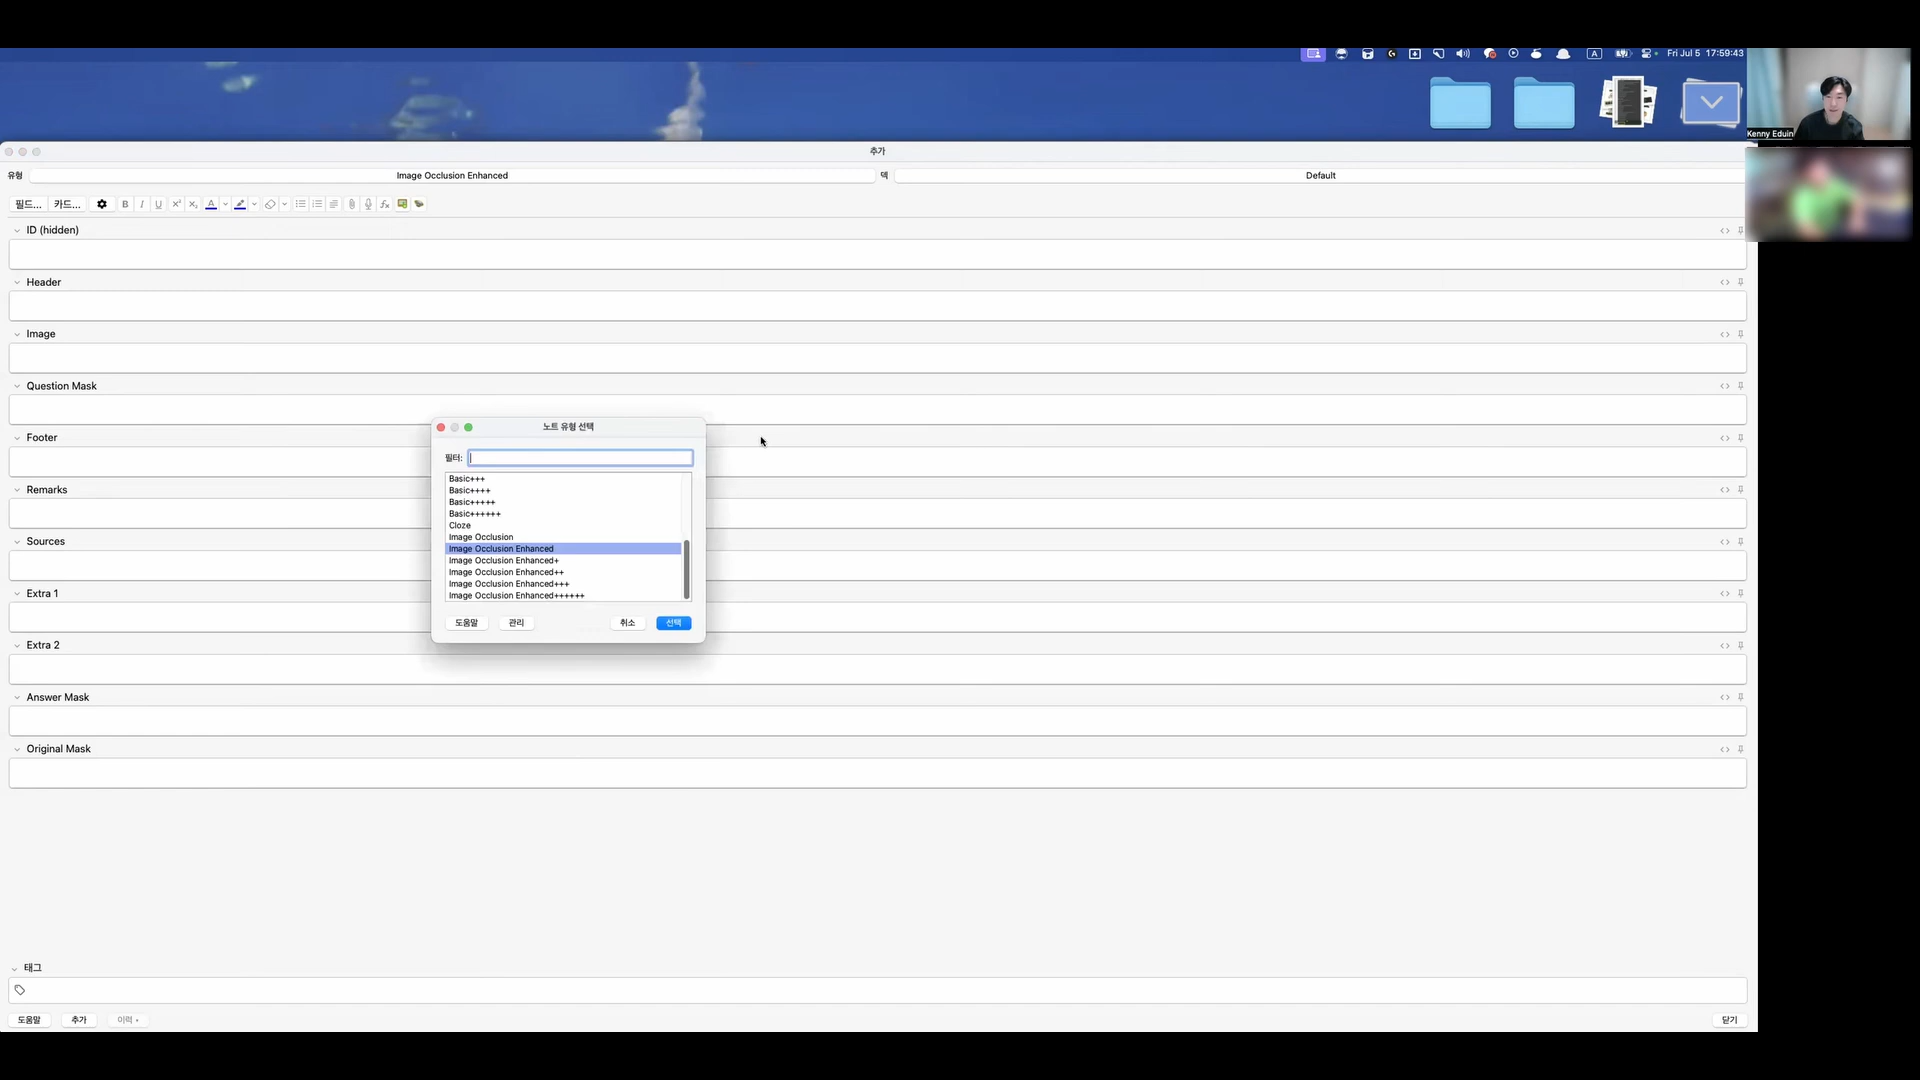 A
Fri Jul 5 17:59:43
Kenny Eduin
추가
유형 Image Occlusion Enhanced 덱 Default
필드... 카드... B I U X² X₂ A fx
ID (hidden)
Header
Image
Question Mask
Footer
Remarks
Sources
Extra 1
Extra 2
Answer Mask
Original Mask
노트 유형 선택
필터:
Basic+++
Basic++++
Basic+++++
Basic++++++
Cloze
Image Occlusion
Image Occlusion Enhanced
Image Occlusion Enhanced+
Image Occlusion Enhanced++
Image Occlusion Enhanced+++
Image Occlusion Enhanced++++++
도움말 관리 취소 선택
태그
도움말 추가 이력 닫기